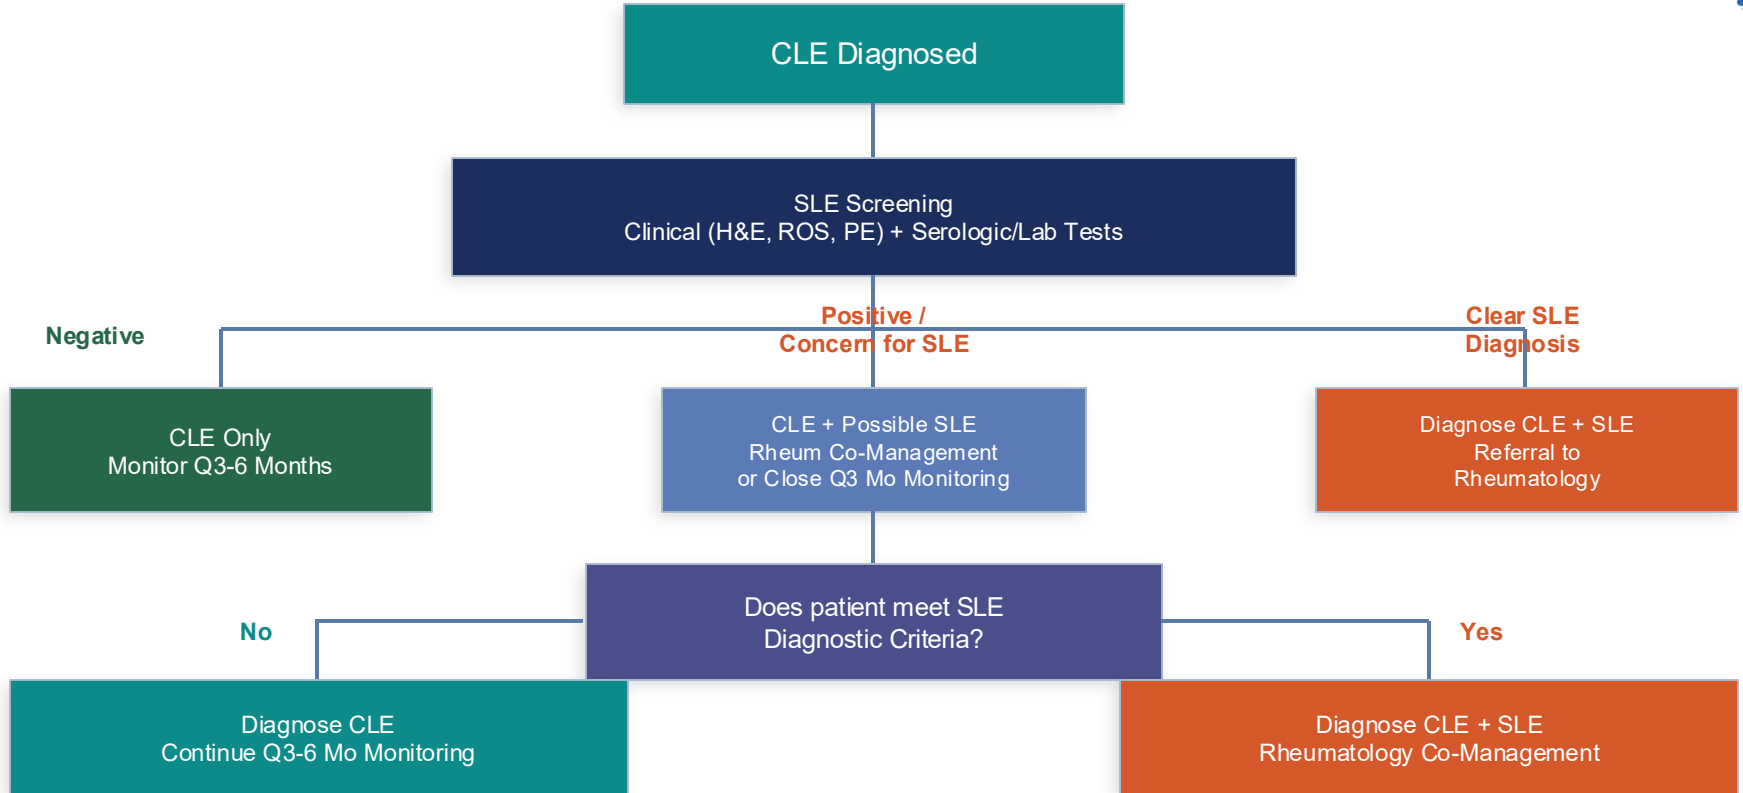 CLE Diagnosed
SLE Screening
Clinical (H&E, ROS, PE) + Serologic/Lab Tests
Negative
Positive /
Concern for SLE
Clear SLE
Diagnosis
CLE Only
Monitor Q3-6 Months
CLE + Possible SLE
Rheum Co-Management
or Close Q3 Mo Monitoring
Diagnose CLE + SLE
Referral to
Rheumatology
Does patient meet SLE
Diagnostic Criteria?
No
Yes
Diagnose CLE
Continue Q3-6 Mo Monitoring
Diagnose CLE + SLE
Rheumatology Co-Management